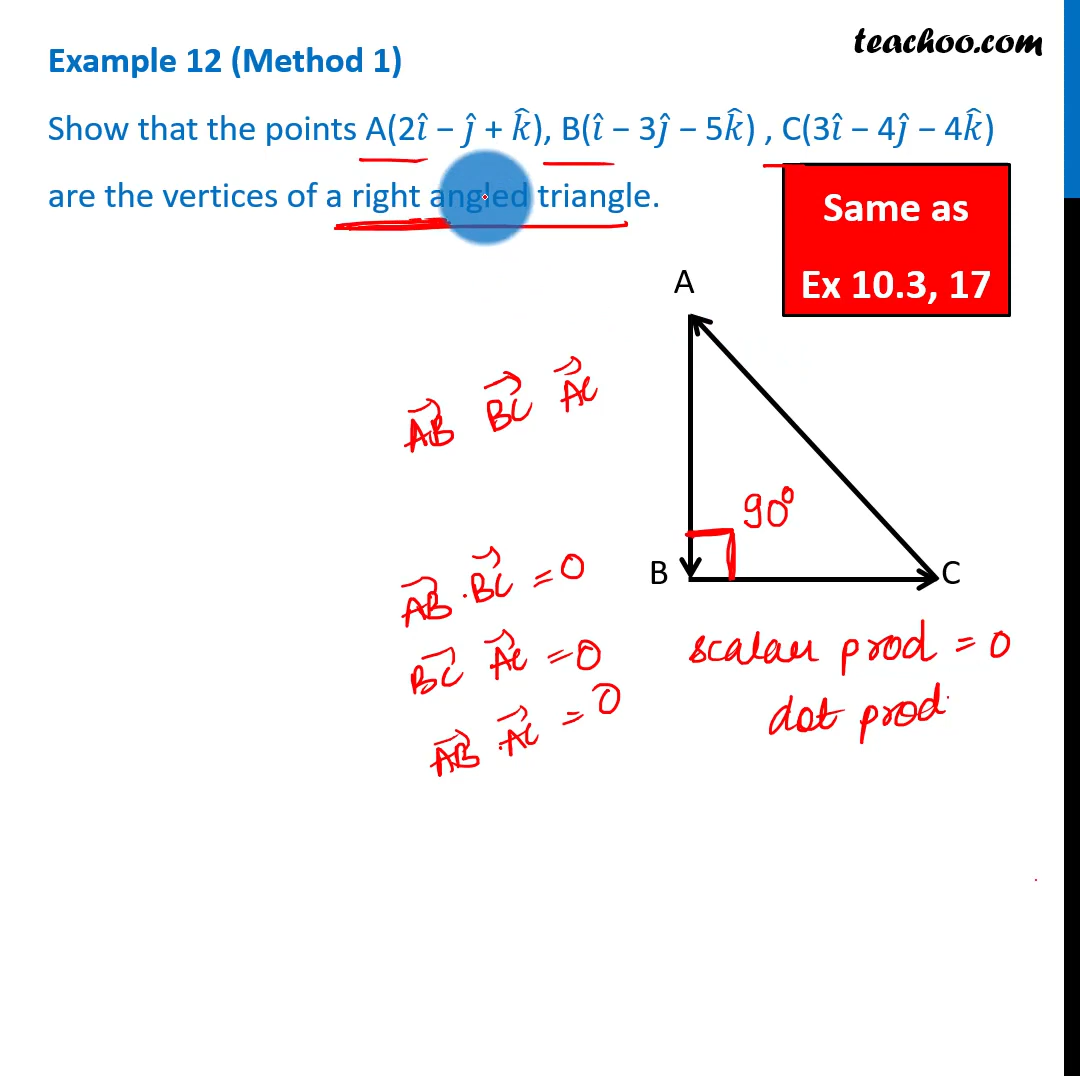 teachoo.com
Example 12 (Method 1)
Show that the points A(2î − ĵ + k̂), B(î − 3ĵ − 5k̂) , C(3î − 4ĵ − 4k̂)
are the vertices of a right angled triangle.
Same as
Ex 10.3, 17
A
AB⃗ BC⃗ AC⃗
90⁰
B
C
AB⃗ . BC⃗ = 0
BC⃗ AC⃗ = 0
AB⃗ . AC⃗ = 0
scalar prod = 0
dot prod